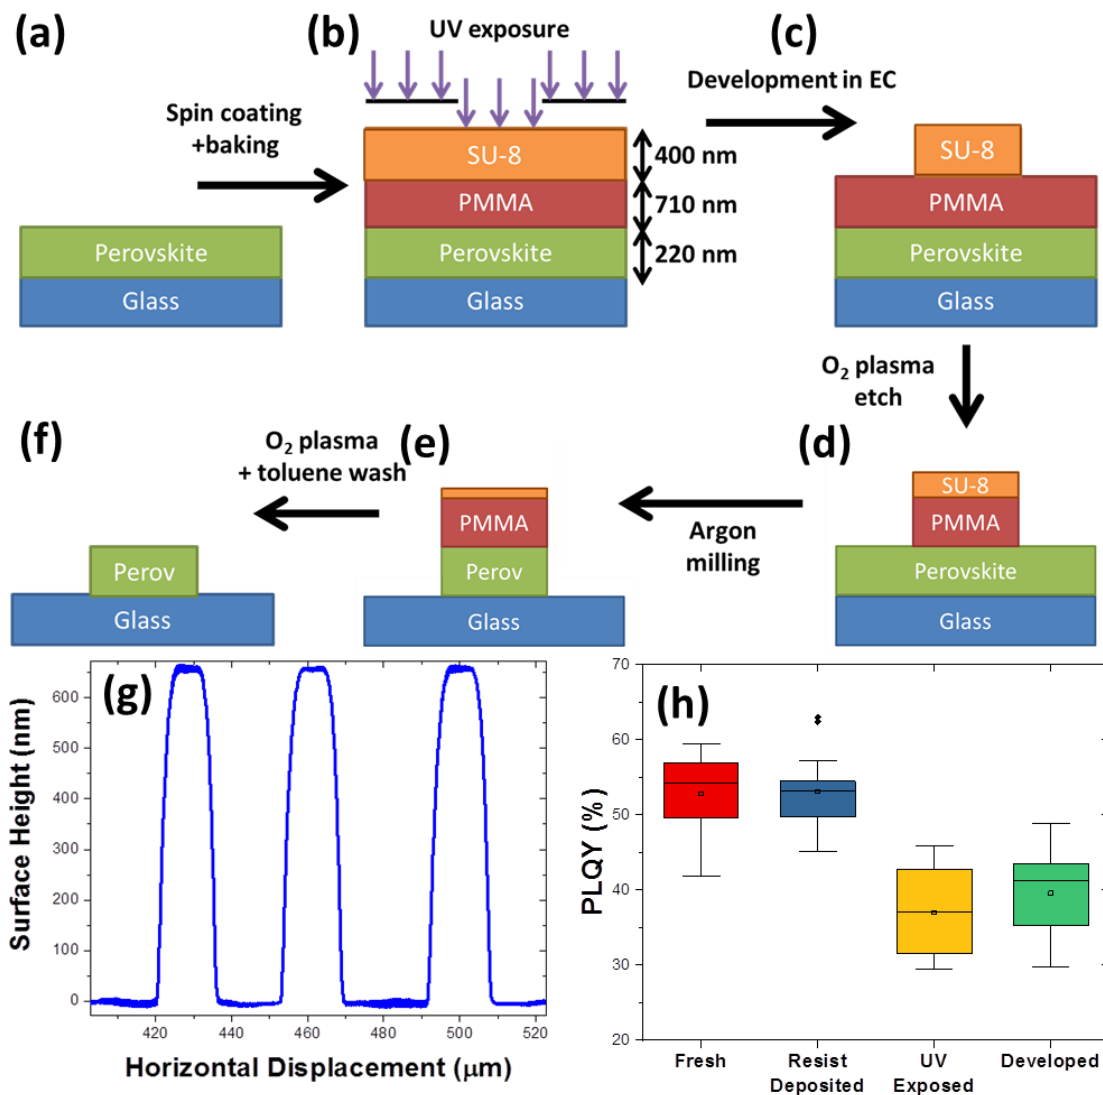 (a)
Spin coating
+baking
Perovskite
Glass
(b)
UV exposure
SU-8
PMMA
Perovskite
Glass
400 nm
710 nm
220 nm
Development in EC
(c)
SU-8
PMMA
Perovskite
Glass
O₂ plasma
etch
(d)
SU-8
PMMA
Perovskite
Glass
Argon
milling
(e)
PMMA
Perov
Glass
O₂ plasma
+ toluene wash
(f)
Perov
Glass
(g)
Surface Height (nm)
600
500
400
300
200
100
0
420
440
460
480
500
520
Horizontal Displacement (μm)
(h)
PLQY (%)
70
60
50
40
30
20
Fresh
Resist
Deposited
UV
Exposed
Developed